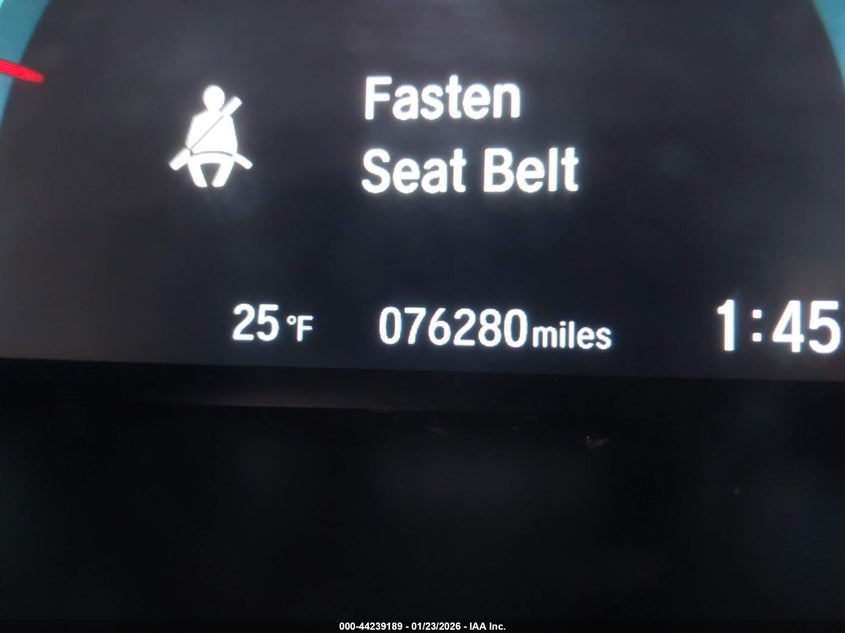 Fasten
Seat Belt
25 °F 076280 miles 1:45
000-44239189 - 01/23/2026 - IAA Inc.